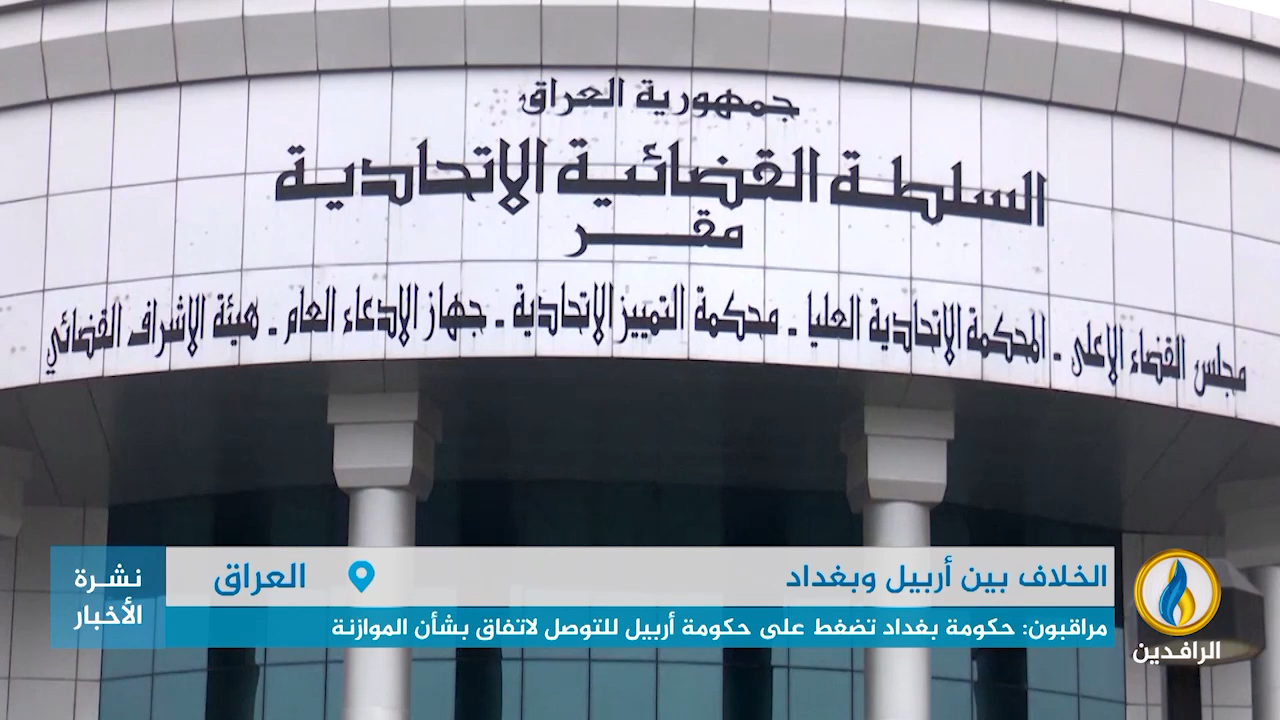 جمهورية العراق
السلطة القضائية الاتحادية
مقر
مجلس القضاء الاعلى - المحكمة الاتحادية العليا - محكمة التمييز الاتحادية - جهاز الادعاء العام - هيئة الاشراف القضائي
الخلاف بين أربيل وبغداد
العراق
نشرة
الأخبار
مراقبون: حكومة بغداد تضغط على حكومة أربيل للتوصل لاتفاق بشأن الموازنة
الرافدين